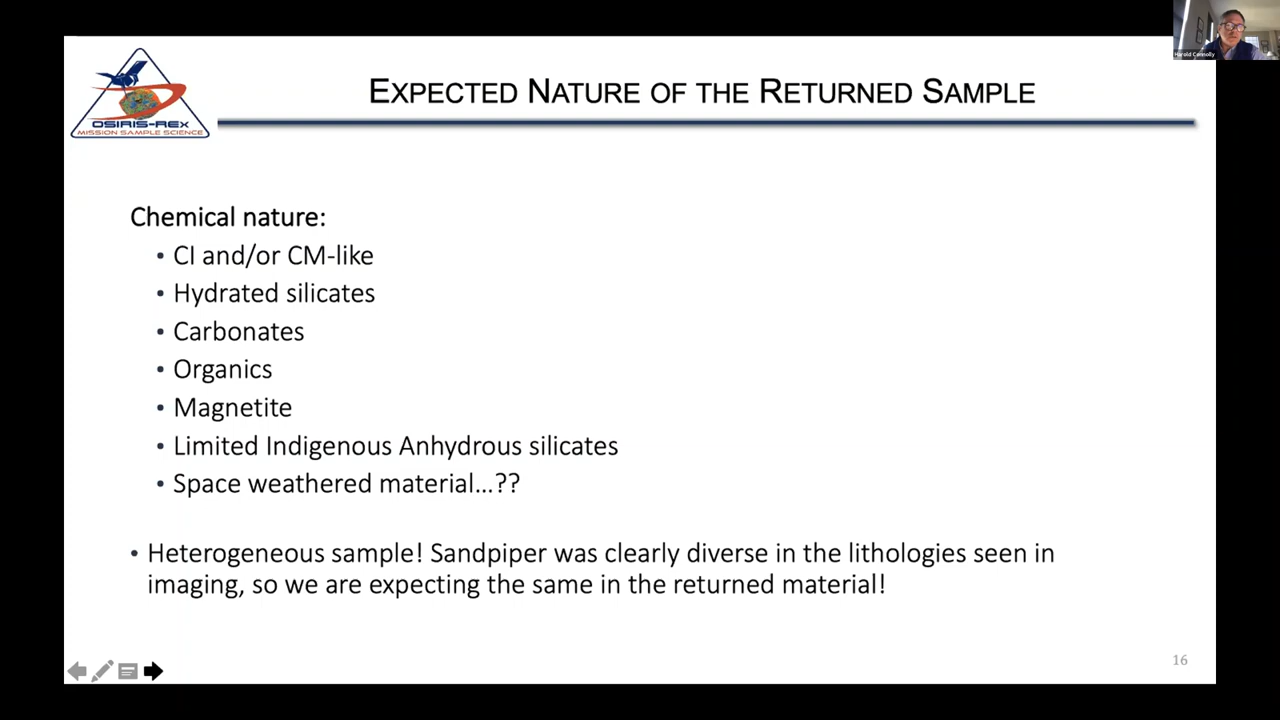 Harold Connolly
OSIRIS-REx
MISSION SAMPLE SCIENCE
EXPECTED NATURE OF THE RETURNED SAMPLE
Chemical nature:
• CI and/or CM-like
• Hydrated silicates
• Carbonates
• Organics
• Magnetite
• Limited Indigenous Anhydrous silicates
• Space weathered material...??
• Heterogeneous sample! Sandpiper was clearly diverse in the lithologies seen in
imaging, so we are expecting the same in the returned material!
16